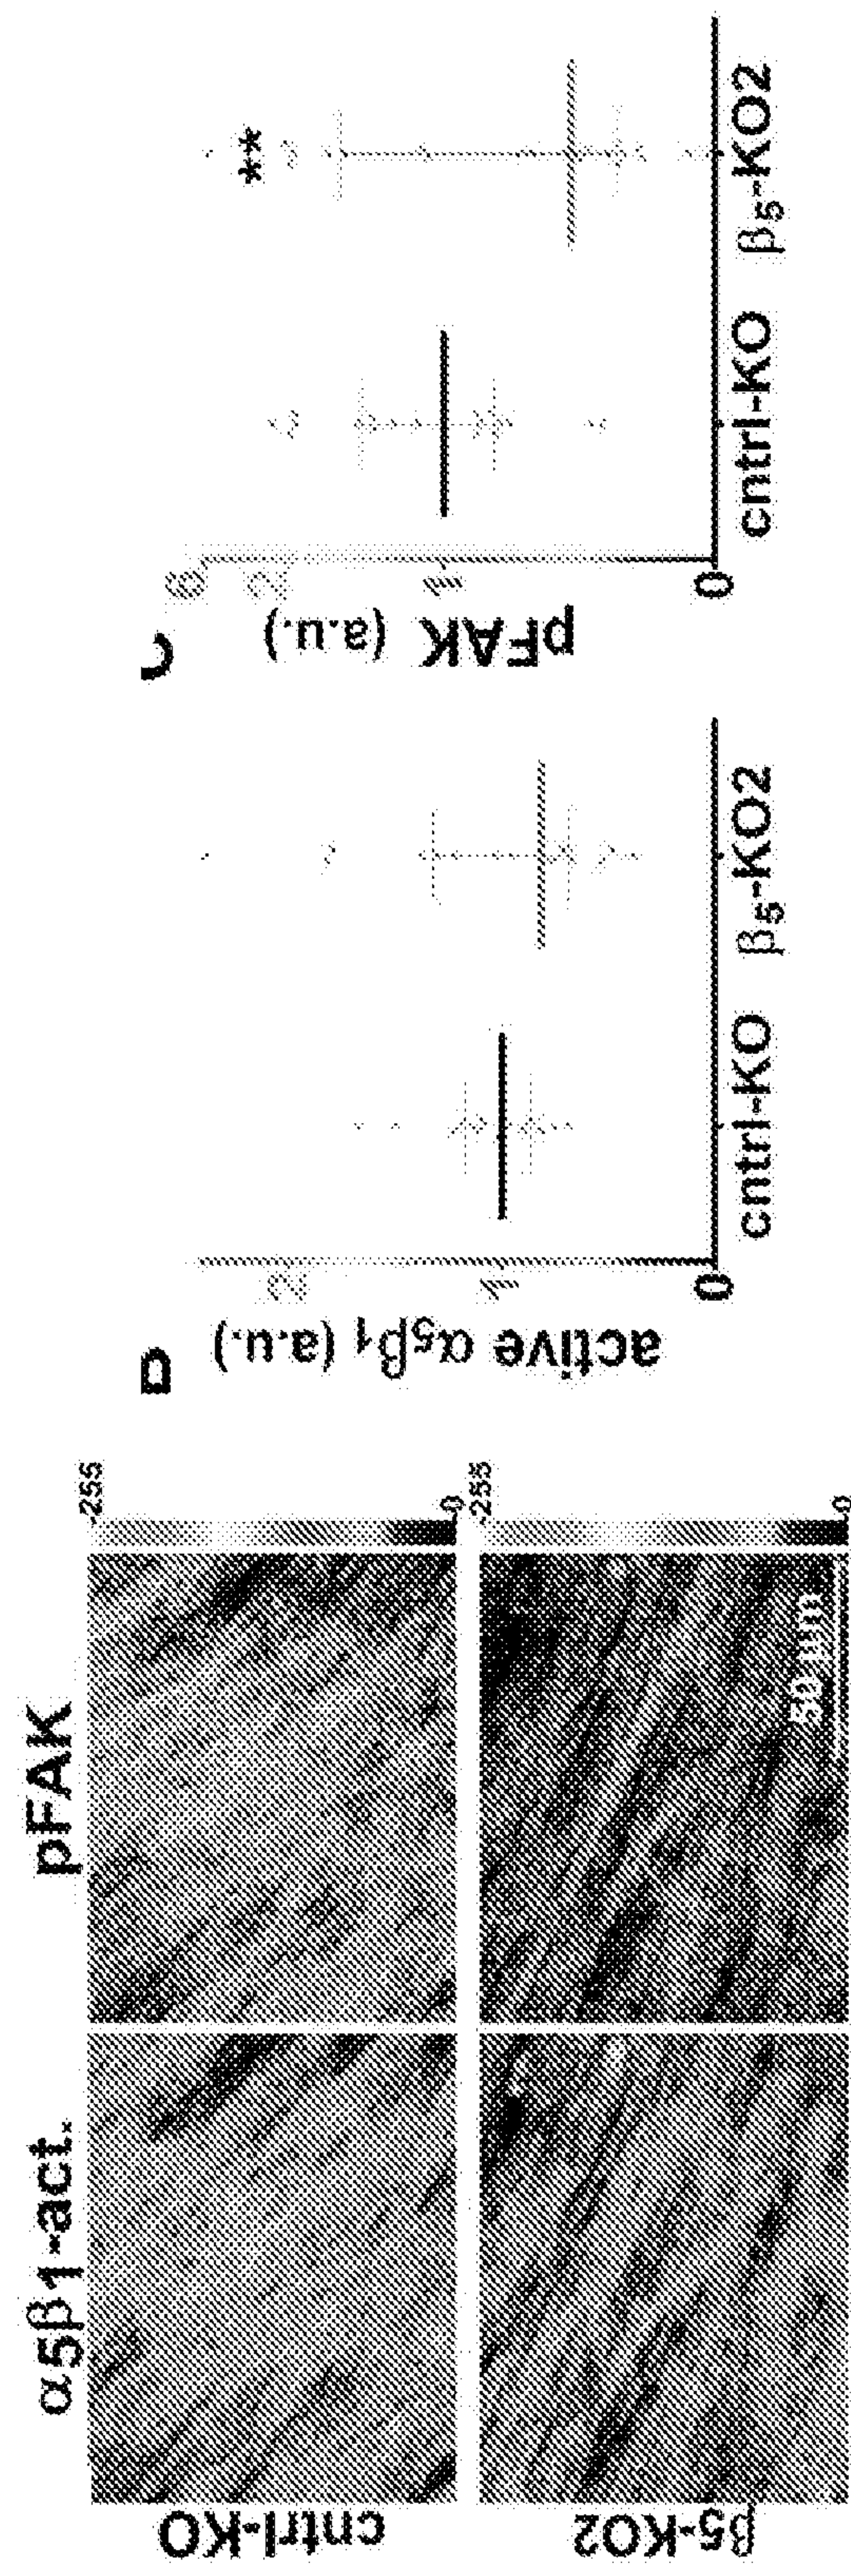 α5β1-act. pFAK
cntrl-KO
-255
0
β5-KO2
-255
0
50 μm
active α5β1 (a.u.)
2
1
0
cntrl-KO β5-KO2
pFAK (a.u.)
6
2
1
0
**
cntrl-KO β5-KO2